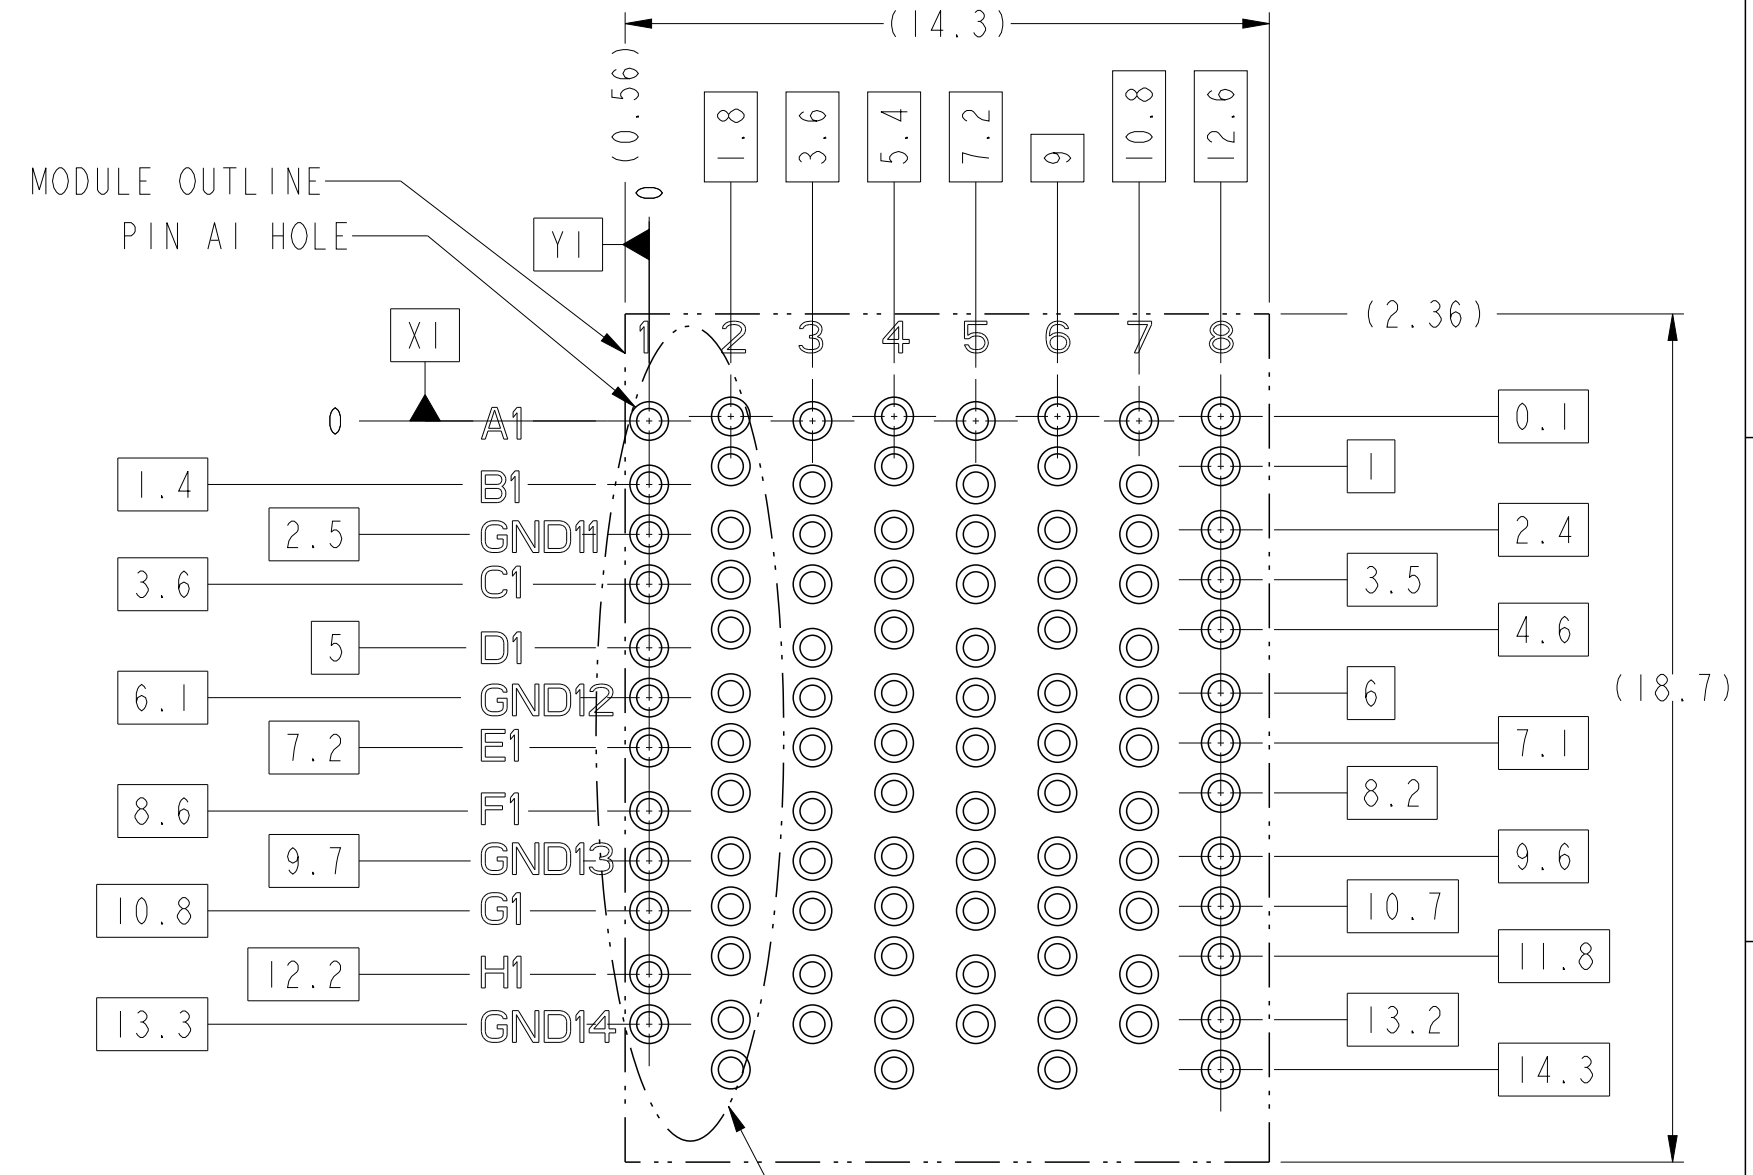 (14.3)
(0.56)
0
1.8
3.6
5.4
7.2
9
10.8
12.6
MODULE OUTLINE
PIN A1 HOLE
Y1
X1
(2.36)
1 2 3 4 5 6 7 8
0 A1 0.1
1
1.4 B1
2.5 GND11 2.4
3.6 C1 3.5
4.6
5 D1
6.1 GND12 6
(18.7)
7.2 E1 7.1
8.2
8.6 F1
9.7 GND13 9.6
10.8 G1 10.7
11.8
12.2 H1
13.3 GND14 13.2
14.3